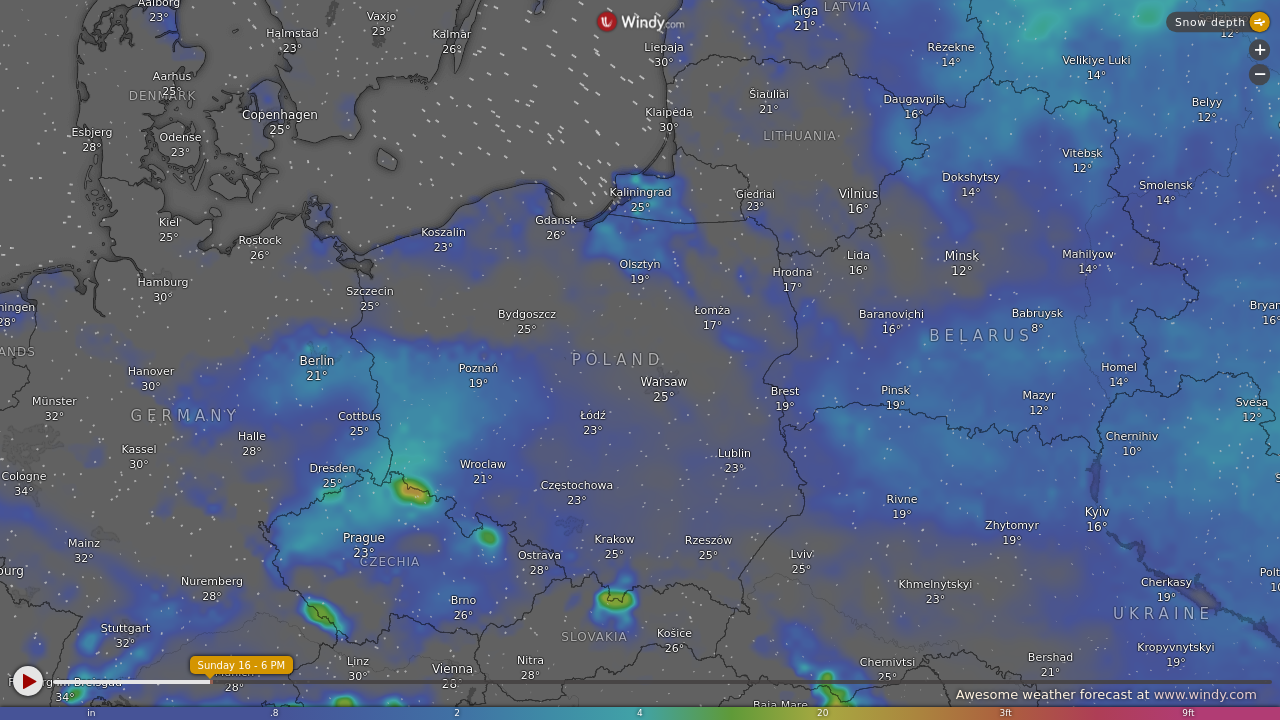 Aalborg
23°
Vaxjo
23°
Halmstad
23°
Kalmar
26°
Windy.com
Riga
21°
LATVIA
Snow depth
12°
+
−
Liepaja
30°
Rēzekne
14°
Velikiye Luki
14°
Aarhus
25°
DENMARK
Šiauliai
21°
Daugavpils
16°
Belyy
12°
Copenhagen
25°
Klaipėda
30°
LITHUANIA
Esbjerg
28°
Odense
23°
Vitebsk
12°
Dokshytsy
14°
Smolensk
14°
Kaliningrad
25°
Giedriai
23°
Vilnius
16°
Kiel
25°
Rostock
26°
Koszalin
23°
Gdansk
26°
Olsztyn
19°
Hrodna
17°
Lida
16°
Minsk
12°
Mahilyow
14°
Hamburg
30°
Szczecin
25°
ningen
28°
Bydgoszcz
25°
Łomża
17°
Baranovichi
16°
Babruysk
8°
Bryan
16°
BELARUS
ANDS
Hanover
30°
Berlin
21°
Poznań
19°
POLAND
Warsaw
25°
Brest
19°
Pinsk
19°
Homel
14°
Mazyr
12°
Svesa
12°
Münster
32°
GERMANY
Cottbus
25°
Łódź
23°
Halle
28°
Kassel
30°
Chernihiv
10°
Lublin
23°
Cologne
34°
Dresden
25°
Wroclaw
21°
Częstochowa
23°
Rivne
19°
Kyiv
16°
Zhytomyr
19°
Mainz
32°
Prague
23°
CZECHIA
Ostrava
28°
Krakow
25°
Rzeszów
25°
Lviv
25°
burg
Nuremberg
28°
Brno
26°
Khmelnytskyi
23°
Cherkasy
19°
Polt
10
UKRAINE
Stuttgart
32°
SLOVAKIA
Košice
26°
Kropyvnytskyi
19°
Sunday 16 - 6 PM
Linz
30°
Vienna
28
Nitra
28°
Chernivtsi
25°
Bershad
21°
34°
28°
Baia Mare
Awesome weather forecast at www.windy.com
in .8 2 4 20 3ft 9ft